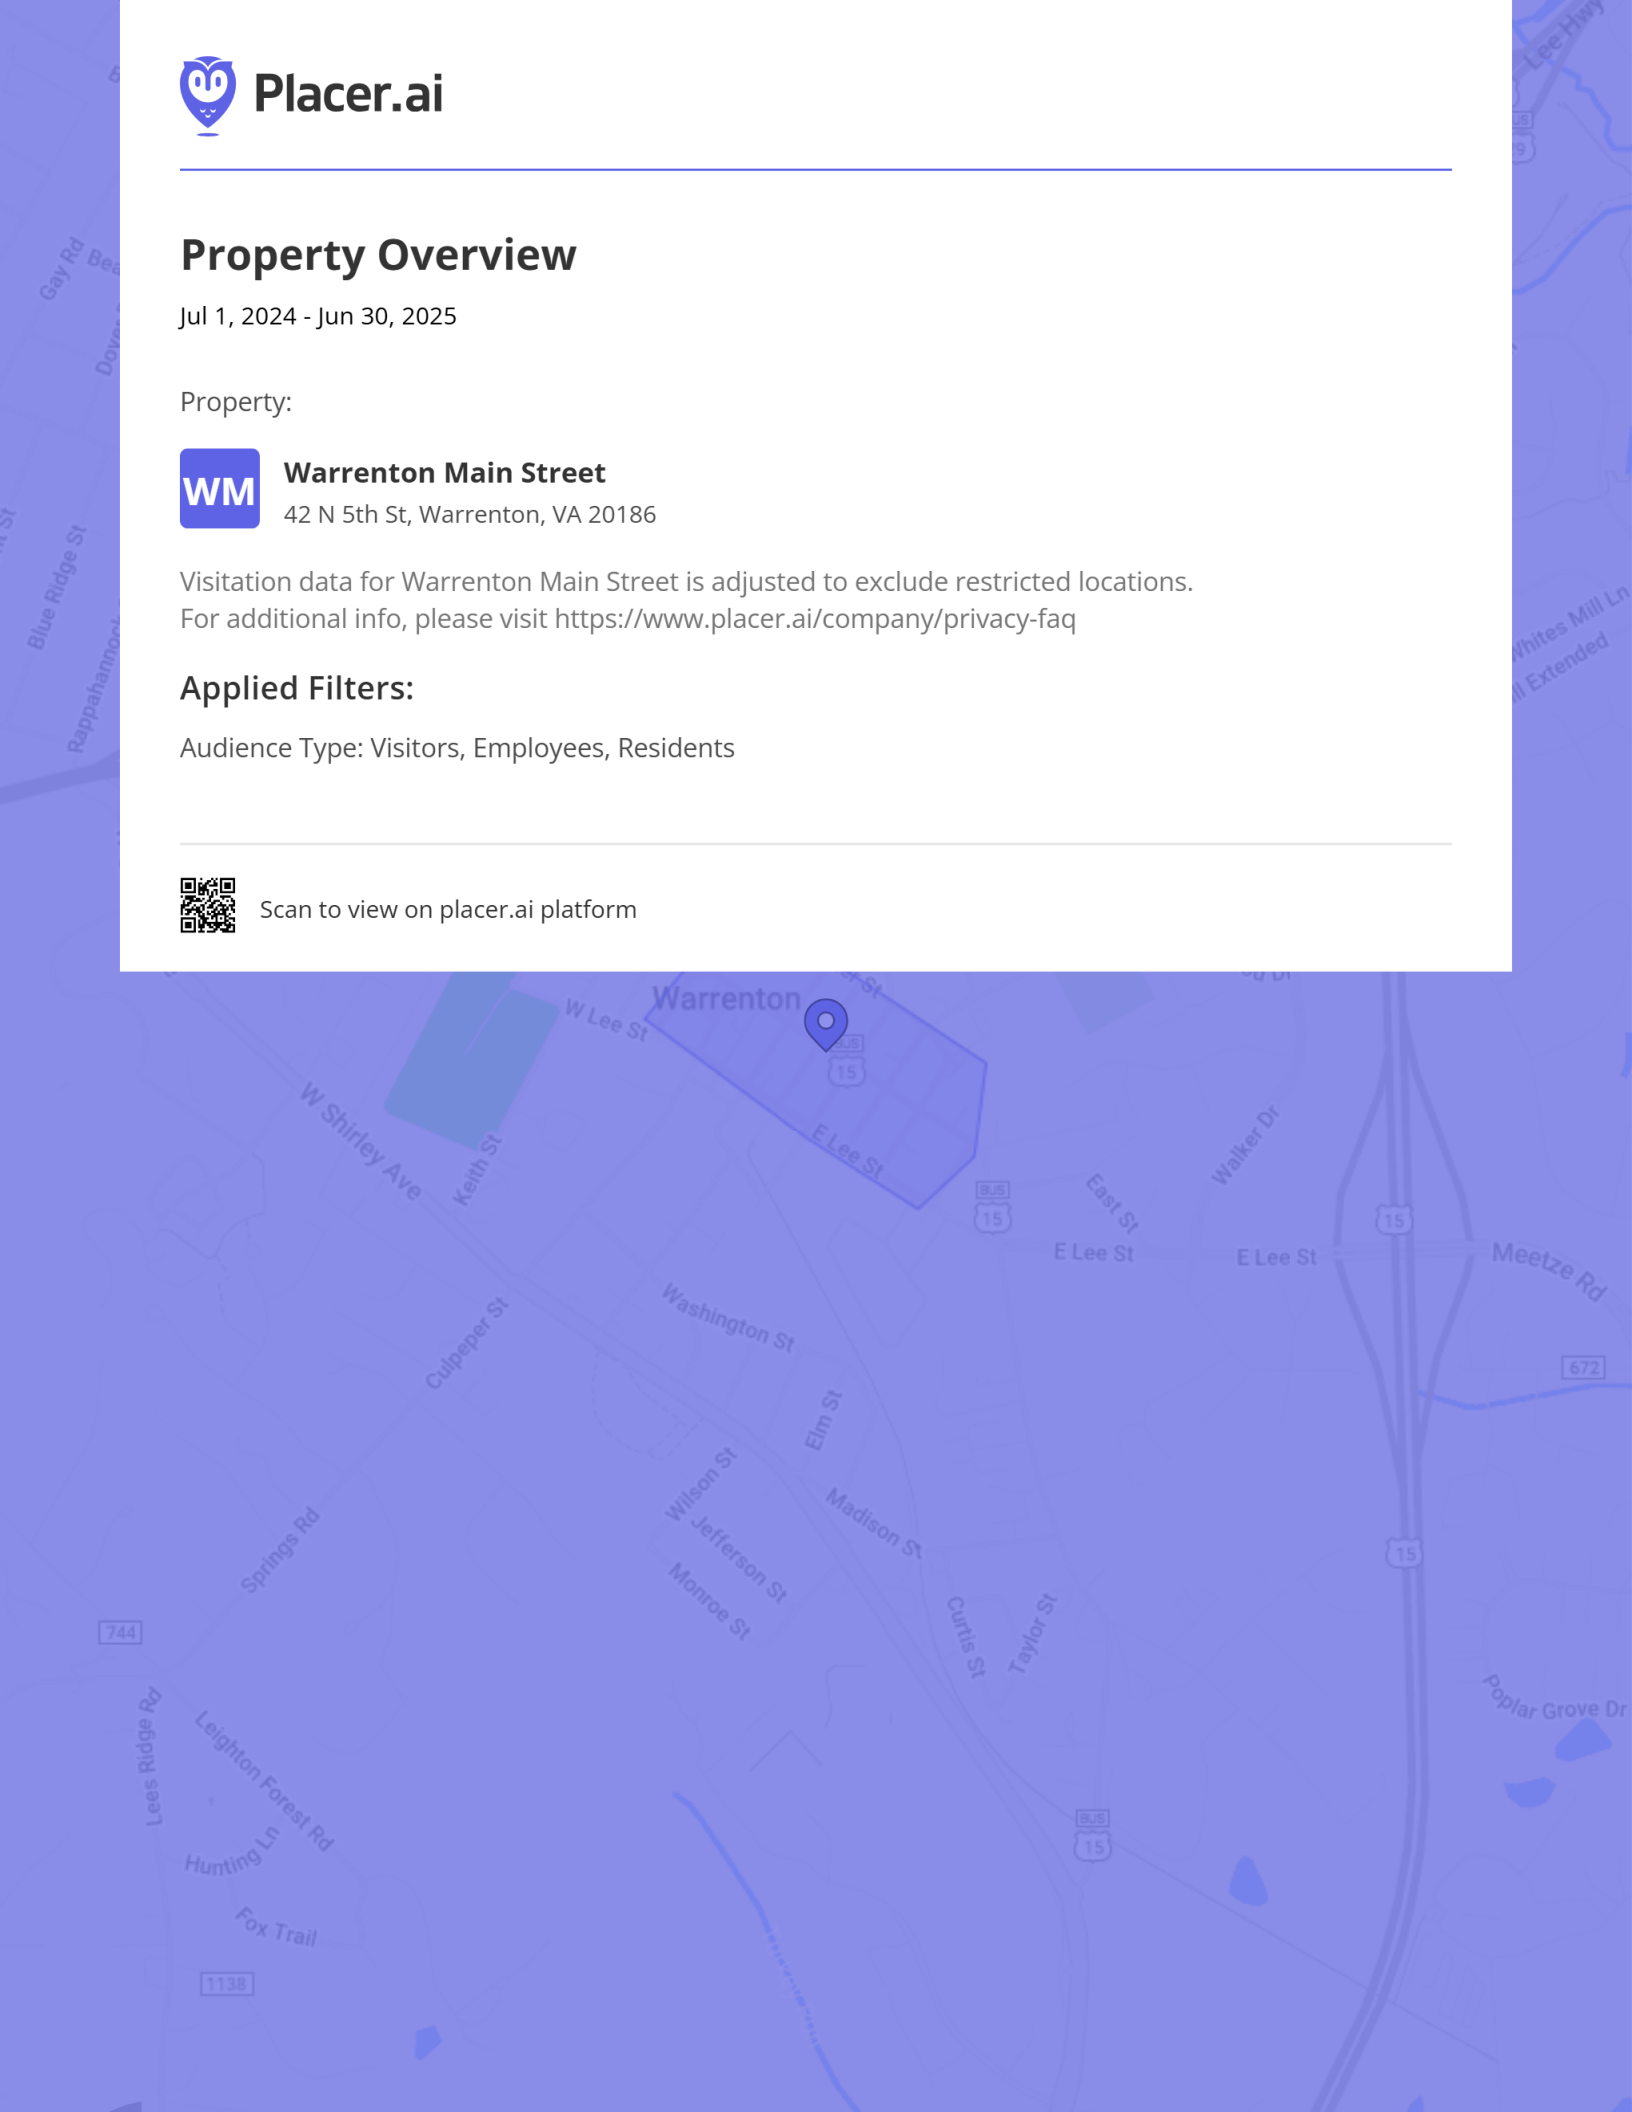 Placer.ai
Property Overview
Jul 1, 2024 - Jun 30, 2025
Property:
WM
Warrenton Main Street
42 N 5th St, Warrenton, VA 20186
Visitation data for Warrenton Main Street is adjusted to exclude restricted locations.
For additional info, please visit https://www.placer.ai/company/privacy-faq
Applied Filters:
Audience Type: Visitors, Employees, Residents
Scan to view on placer.ai platform
Lee Hwy
Gay Rd
Blue Ridge St
Whites Mill Ln
Extended
Warrenton
W Lee St
BUS
15
E Lee St
W Shirley Ave
Keith St
Walker Dr
East St
BUS
15
15
E Lee St
E Lee St
Meetze Rd
Washington St
Culpeper St
672
Elm St
Wilson St
Madison St
Jefferson St
Springs Rd
15
Monroe St
Curtis St
Taylor St
744
Poplar Grove Dr
Lees Ridge Rd
Leighton Forest Rd
BUS
15
Hunting Ln
Fox Trail
1138